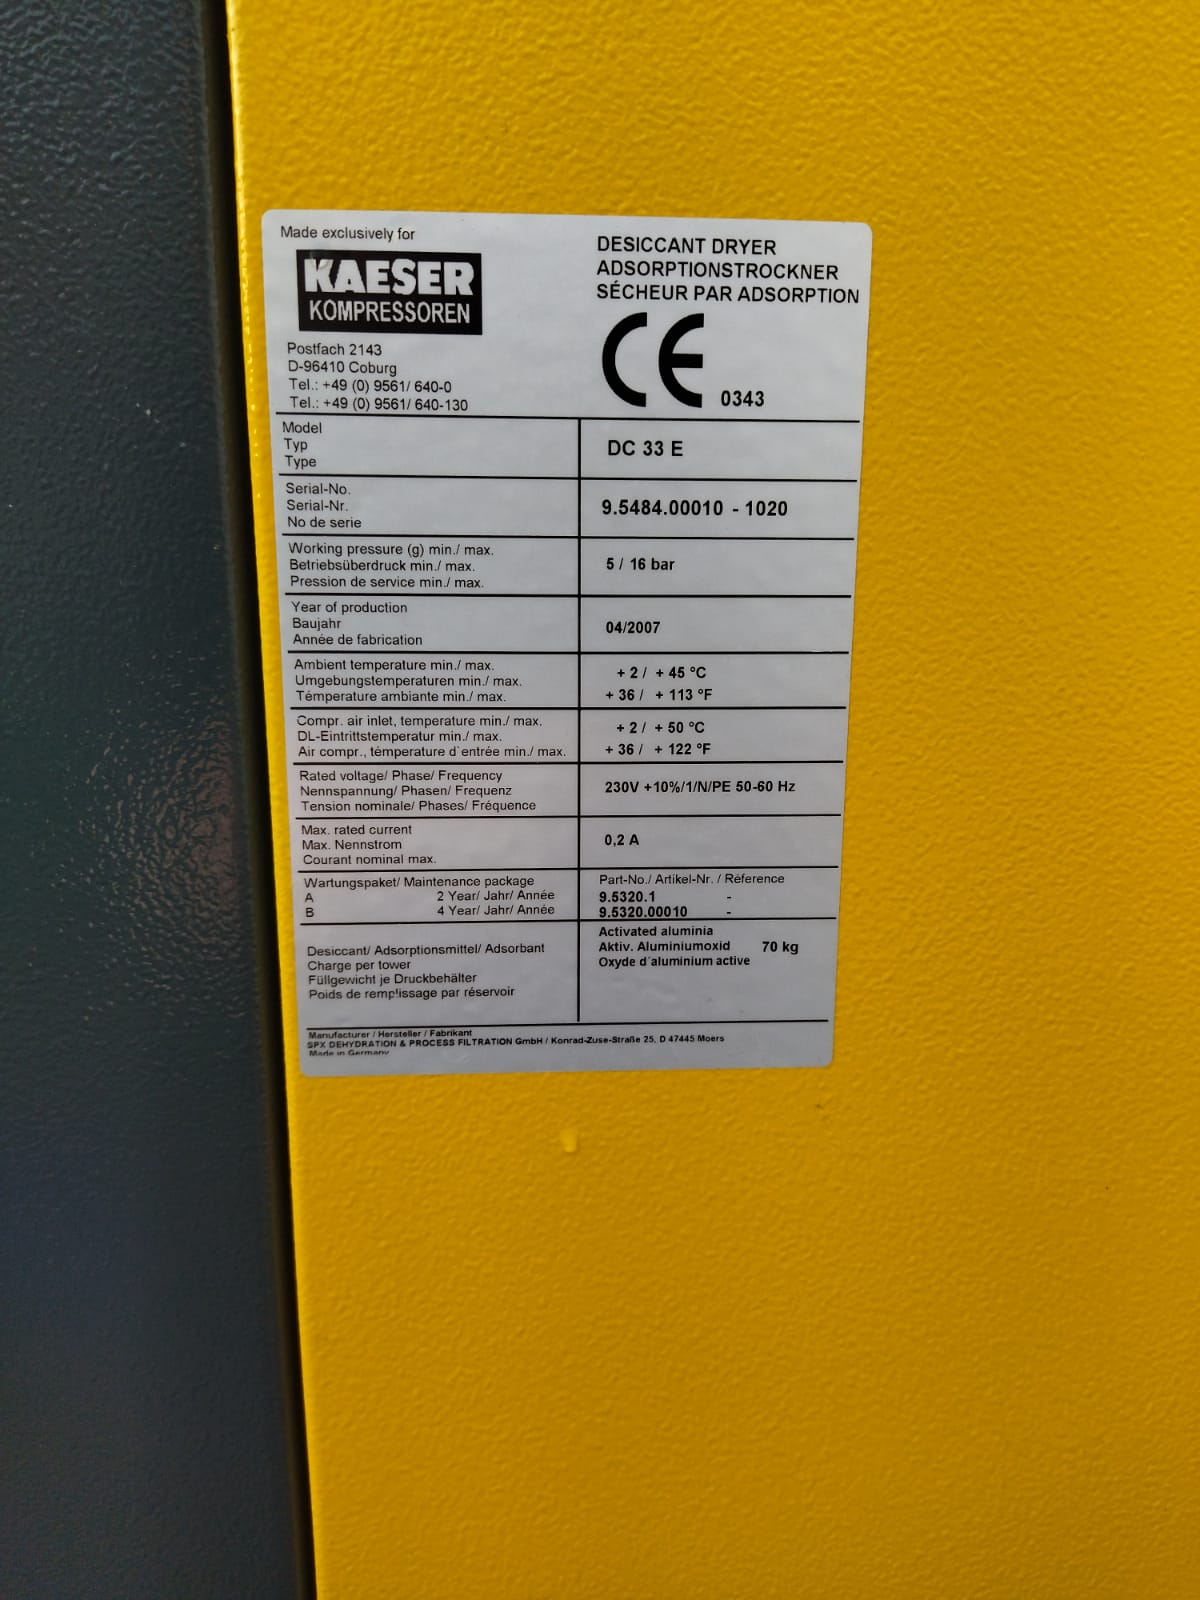 Made exclusively for
KAESER
KOMPRESSOREN
Postfach 2143
D-96410 Coburg
Tel.: +49 (0) 9561/ 640-0
Tel.: +49 (0) 9561/ 640-130
DESICCANT DRYER
ADSORPTIONSTROCKNER
SÉCHEUR PAR ADSORPTION
CE 0343
Model
Typ
Type
DC 33 E
Serial-No.
Serial-Nr.
No de serie
9.5484.00010 - 1020
Working pressure (g) min./ max.
Betriebsüberdruck min./ max.
Pression de service min./ max.
5 / 16 bar
Year of production
Baujahr
Année de fabrication
04/2007
Ambient temperature min./ max.
Umgebungstemperaturen min./ max.
Témperature ambiante min./ max.
+ 2 / + 45 °C
+ 36 / + 113 °F
Compr. air inlet, temperature min./ max.
DL-Eintrittstemperatur min./ max.
Air compr., témperature d´entrée min./ max.
+ 2 / + 50 °C
+ 36 / + 122 °F
Rated voltage/ Phase/ Frequency
Nennspannung/ Phasen/ Frequenz
Tension nominale/ Phases/ Fréquence
230V +10%/1/N/PE 50-60 Hz
Max. rated current
Max. Nennstrom
Courant nominal max.
0,2 A
Wartungspaket/ Maintenance package
A 2 Year/ Jahr/ Année
B 4 Year/ Jahr/ Année
Part-No./ Artikel-Nr. / Réference
9.5320.1 -
9.5320.00010 -
Desiccant/ Adsorptionsmittel/ Adsorbant
Charge per tower
Füllgewicht je Druckbehälter
Poids de remplissage par réservoir
Activated aluminia
Aktiv. Aluminiumoxid 70 kg
Oxyde d´aluminium active
Manufacturer / Hersteller / Fabrikant
SPX DEHYDRATION & PROCESS FILTRATION GmbH / Konrad-Zuse-Straße 25, D 47445 Moers
Made in Germany